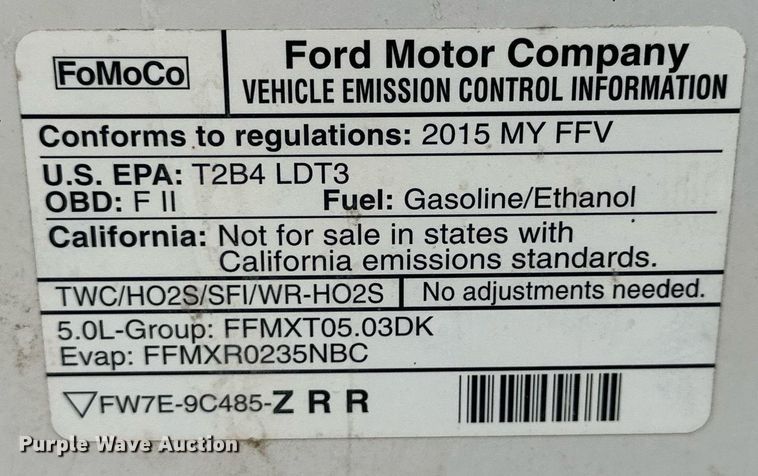 FoMoCo
Ford Motor Company
VEHICLE EMISSION CONTROL INFORMATION
Conforms to regulations: 2015 MY FFV
U.S. EPA: T2B4 LDT3
OBD: F II Fuel: Gasoline/Ethanol
California: Not for sale in states with
California emissions standards.
TWC/HO2S/SFI/WR-HO2S No adjustments needed.
5.0L-Group: FFMXT05.03DK
Evap: FFMXR0235NBC
▽FW7E-9C485-Z R R
Purple Wave Auction